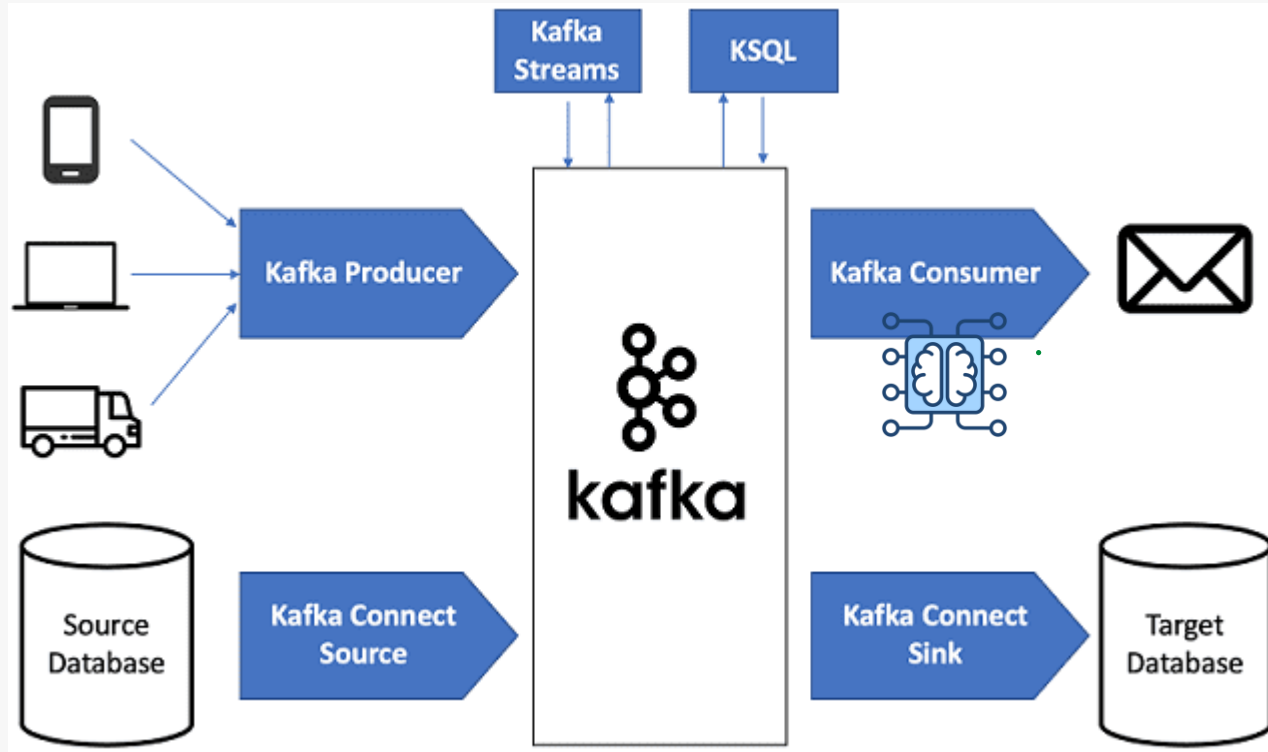 Kafka
Streams
KSQL
Kafka Producer
Kafka Consumer
kafka
Source
Database
Kafka Connect
Source
Kafka Connect
Sink
Target
Database